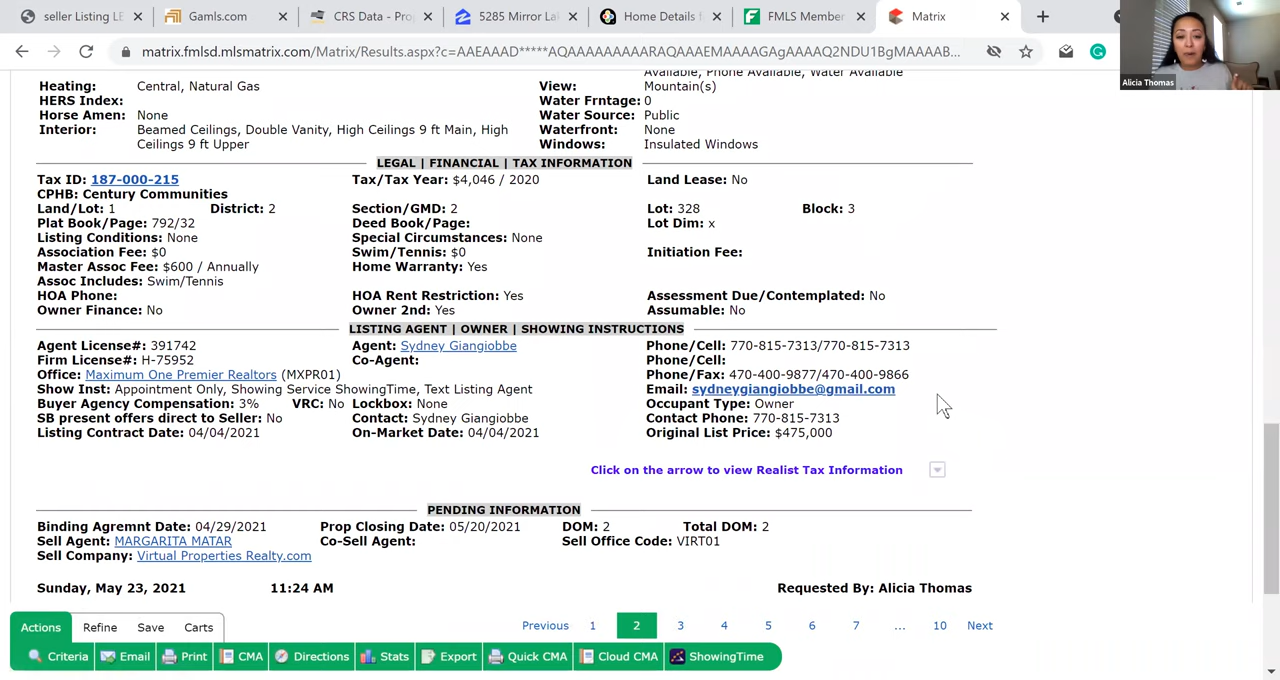 seller Listing LE
Gamls.com
CRS Data - Pro
5285 Mirror La
Home Details f
FMLS Member
Matrix
matrix.fmlsd.mlsmatrix.com/Matrix/Results.aspx?c=AAEAAAD*****AQAAAAAAAAARAQAAAEMAAAAGAgAAAAQ2NDU1BgMAAAAB...
Alicia Thomas
Available, Phone Available, Water Available
Heating: Central, Natural Gas View: Mountain(s)
HERS Index: Water Frntage: 0
Horse Amen: None Water Source: Public
Interior: Beamed Ceilings, Double Vanity, High Ceilings 9 ft Main, High Waterfront: None
Ceilings 9 ft Upper Windows: Insulated Windows
LEGAL | FINANCIAL | TAX INFORMATION
Tax ID: 187-000-215 Tax/Tax Year: $4,046 / 2020 Land Lease: No
CPHB: Century Communities
Land/Lot: 1 District: 2 Section/GMD: 2 Lot: 328 Block: 3
Plat Book/Page: 792/32 Deed Book/Page: Lot Dim: x
Listing Conditions: None Special Circumstances: None
Association Fee: $0 Swim/Tennis: $0 Initiation Fee:
Master Assoc Fee: $600 / Annually Home Warranty: Yes
Assoc Includes: Swim/Tennis
HOA Phone: HOA Rent Restriction: Yes Assessment Due/Contemplated: No
Owner Finance: No Owner 2nd: Yes Assumable: No
LISTING AGENT | OWNER | SHOWING INSTRUCTIONS
Agent License#: 391742 Agent: Sydney Giangiobbe Phone/Cell: 770-815-7313/770-815-7313
Firm License#: H-75952 Co-Agent: Phone/Cell:
Office: Maximum One Premier Realtors (MXPR01) Phone/Fax: 470-400-9877/470-400-9866
Show Inst: Appointment Only, Showing Service ShowingTime, Text Listing Agent Email: sydneygiangiobbe@gmail.com
Buyer Agency Compensation: 3% VRC: No Lockbox: None Occupant Type: Owner
SB present offers direct to Seller: No Contact: Sydney Giangiobbe Contact Phone: 770-815-7313
Listing Contract Date: 04/04/2021 On-Market Date: 04/04/2021 Original List Price: $475,000
Click on the arrow to view Realist Tax Information
PENDING INFORMATION
Binding Agremnt Date: 04/29/2021 Prop Closing Date: 05/20/2021 DOM: 2 Total DOM: 2
Sell Agent: MARGARITA MATAR Co-Sell Agent: Sell Office Code: VIRT01
Sell Company: Virtual Properties Realty.com
Sunday, May 23, 2021 11:24 AM Requested By: Alicia Thomas
Actions Refine Save Carts Previous 1 2 3 4 5 6 7 ... 10 Next
Criteria Email Print CMA Directions Stats Export Quick CMA Cloud CMA ShowingTime